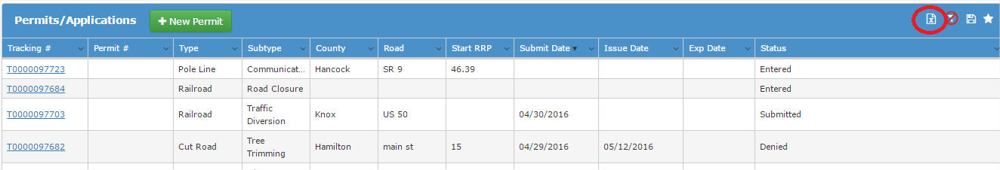 Permits/Applications + New Permit
Tracking # Permit # Type Subtype County Road Start RRP Submit Date Issue Date Exp Date Status
T0000097723 Pole Line Communicat... Hancock SR 9 46.39 Entered
T0000097684 Railroad Road Closure Entered
T0000097703 Railroad Traffic Diversion Knox US 50 04/30/2016 Submitted
T0000097682 Cut Road Tree Trimming Hamilton main st 15 04/29/2016 05/12/2016 Denied